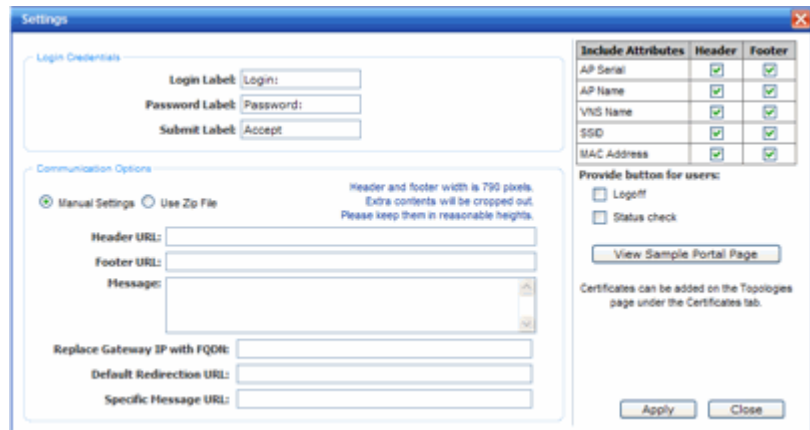 Settings
Login Credentials
Login Label: Login:
Password Label: Password:
Submit Label: Accept
Communication Options
Manual Settings Use Zip File
Header and footer width is 790 pixels.
Extra contents will be cropped out.
Please keep them in reasonable heights.
Header URL:
Footer URL:
Message:
Replace Gateway IP with FQDN:
Default Redirection URL:
Specific Message URL:
Include Attributes Header Footer
AP Serial
AP Name
VNS Name
SSID
MAC Address
Provide button for users:
Logoff
Status check
View Sample Portal Page
Certificates can be added on the Topologies
page under the Certificates tab.
Apply Close